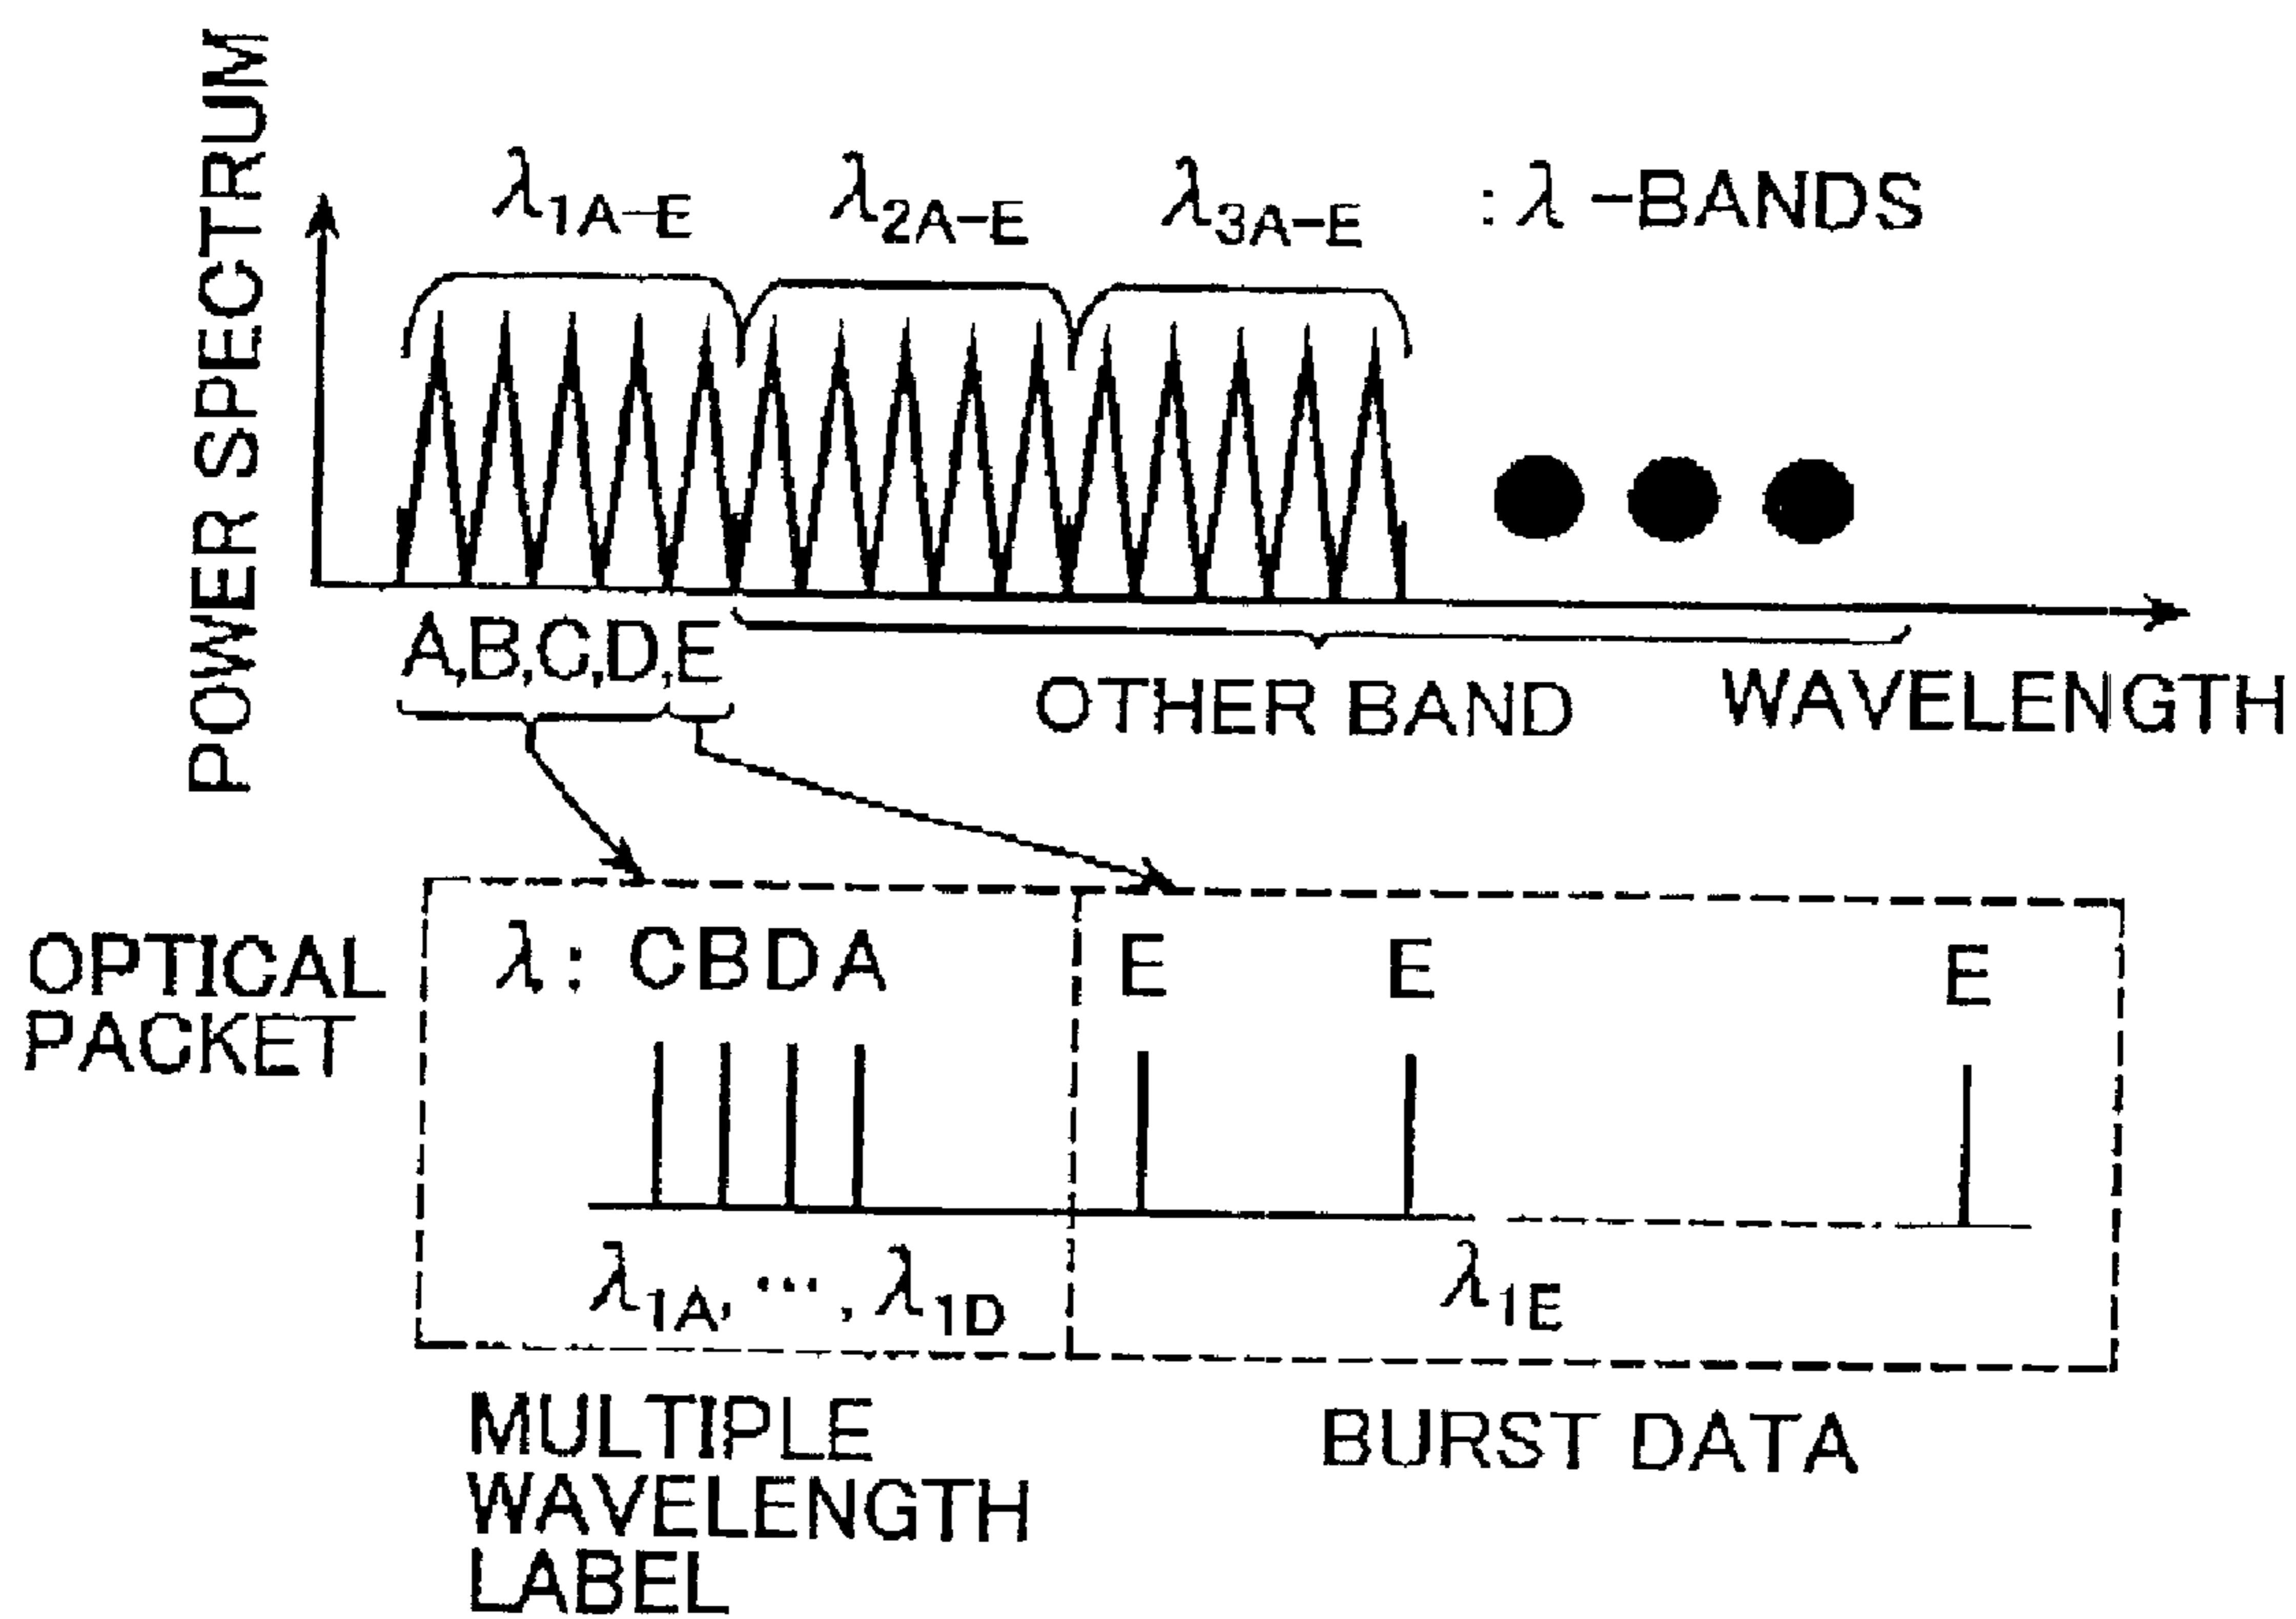 POWER SPECTRUM
λ1A-E λ2A-E λ3A-E : λ-BANDS
A,B,C,D,E
OTHER BAND
WAVELENGTH
OPTICAL
PACKET
λ: C B D A E E E
λ1A, ···, λ1D λ1E
MULTIPLE
WAVELENGTH
LABEL
BURST DATA